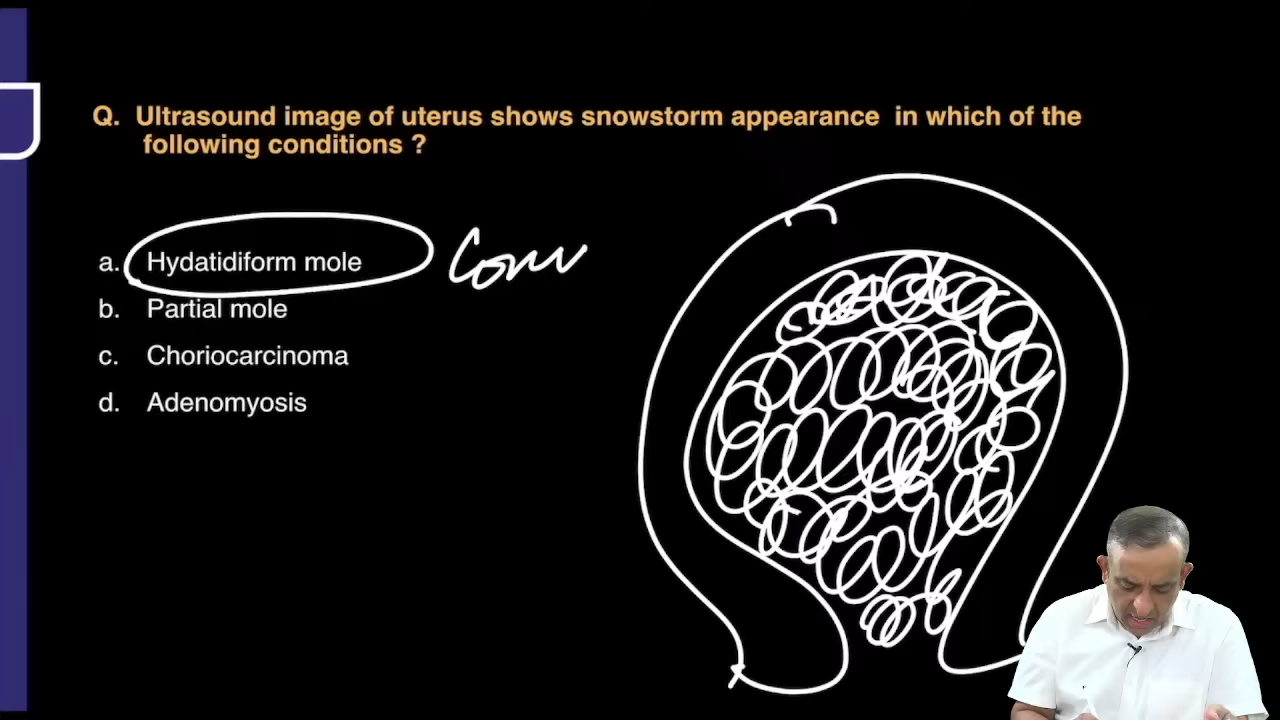 Q. Ultrasound image of uterus shows snowstorm appearance in which of the
following conditions ?
a. Hydatidiform mole
b. Partial mole
c. Choriocarcinoma
d. Adenomyosis